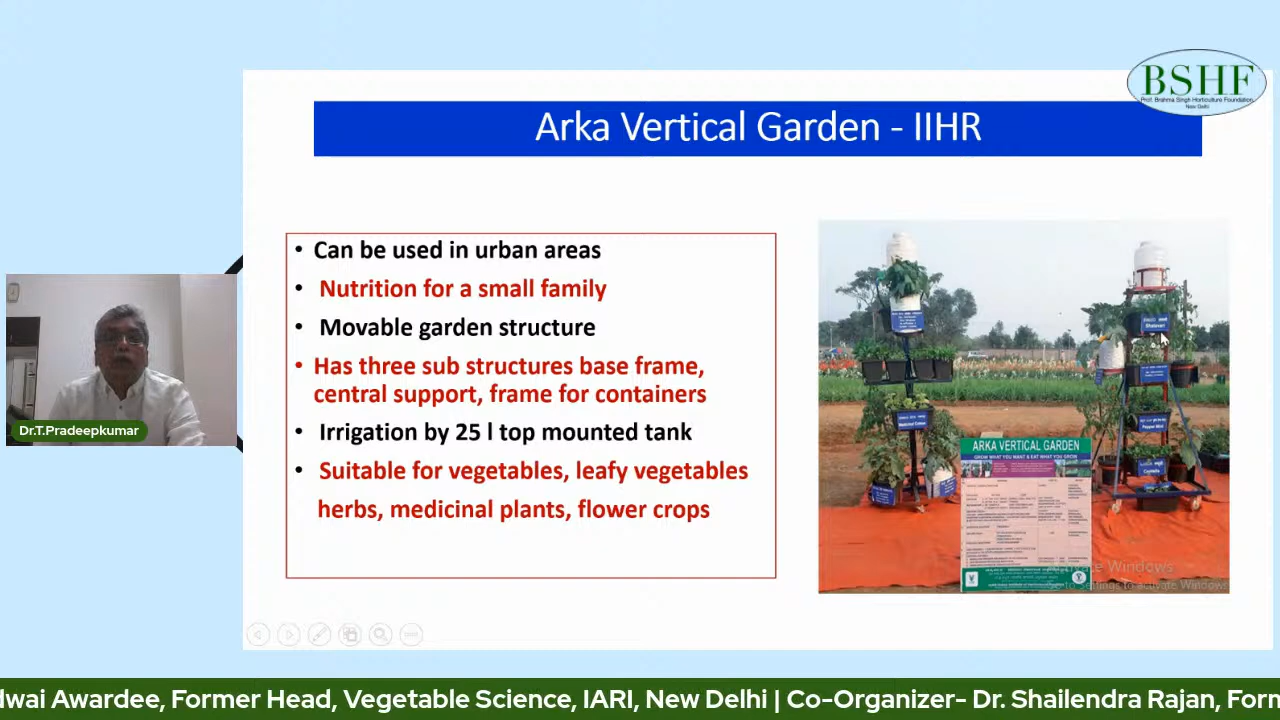 BSHF
Prof. Brahma Singh Horticulture Foundation
New Delhi
Arka Vertical Garden - IIHR
• Can be used in urban areas
• Nutrition for a small family
• Movable garden structure
• Has three sub structures base frame,
central support, frame for containers
• Irrigation by 25 l top mounted tank
• Suitable for vegetables, leafy vegetables
herbs, medicinal plants, flower crops
ARKA VERTICAL GARDEN
GROW WHAT YOU WANT & EAT WHAT YOU GROW
Activate Windows
Go to Settings to activate Windows
Dr.T.Pradeepkumar
dwai Awardee, Former Head, Vegetable Science, IARI, New Delhi | Co-Organizer- Dr. Shailendra Rajan, Forn